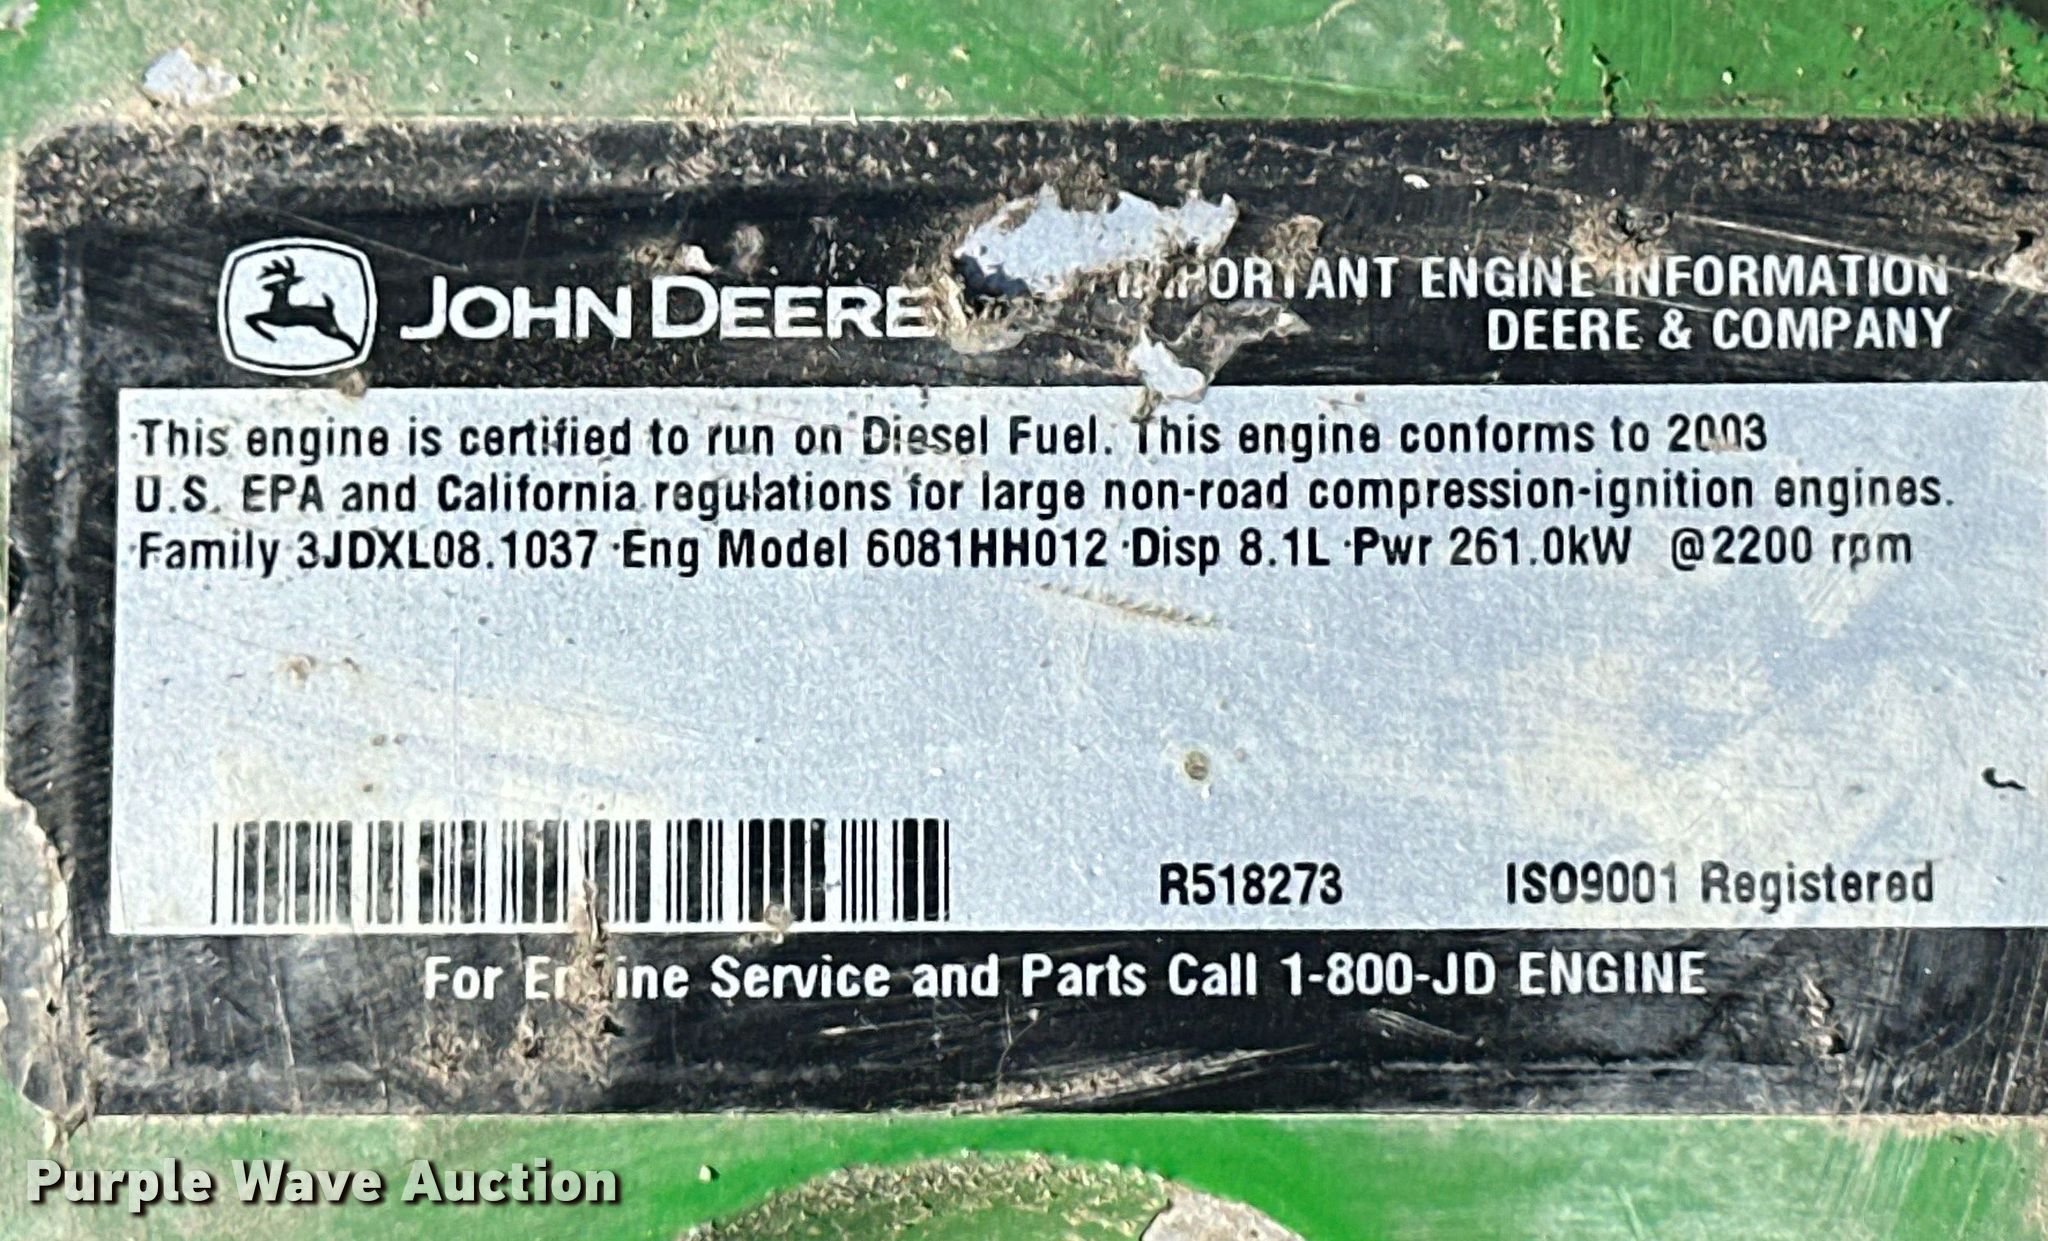 JOHN DEERE
IMPORTANT ENGINE INFORMATION
DEERE & COMPANY
This engine is certified to run on Diesel Fuel. This engine conforms to 2003
U.S. EPA and California regulations for large non-road compression-ignition engines.
Family 3JDXL08.1037 ·Eng Model 6081HH012 ·Disp 8.1L ·Pwr 261.0kW @2200 rpm
R518273 ISO9001 Registered
For Engine Service and Parts Call 1-800-JD ENGINE
Purple Wave Auction